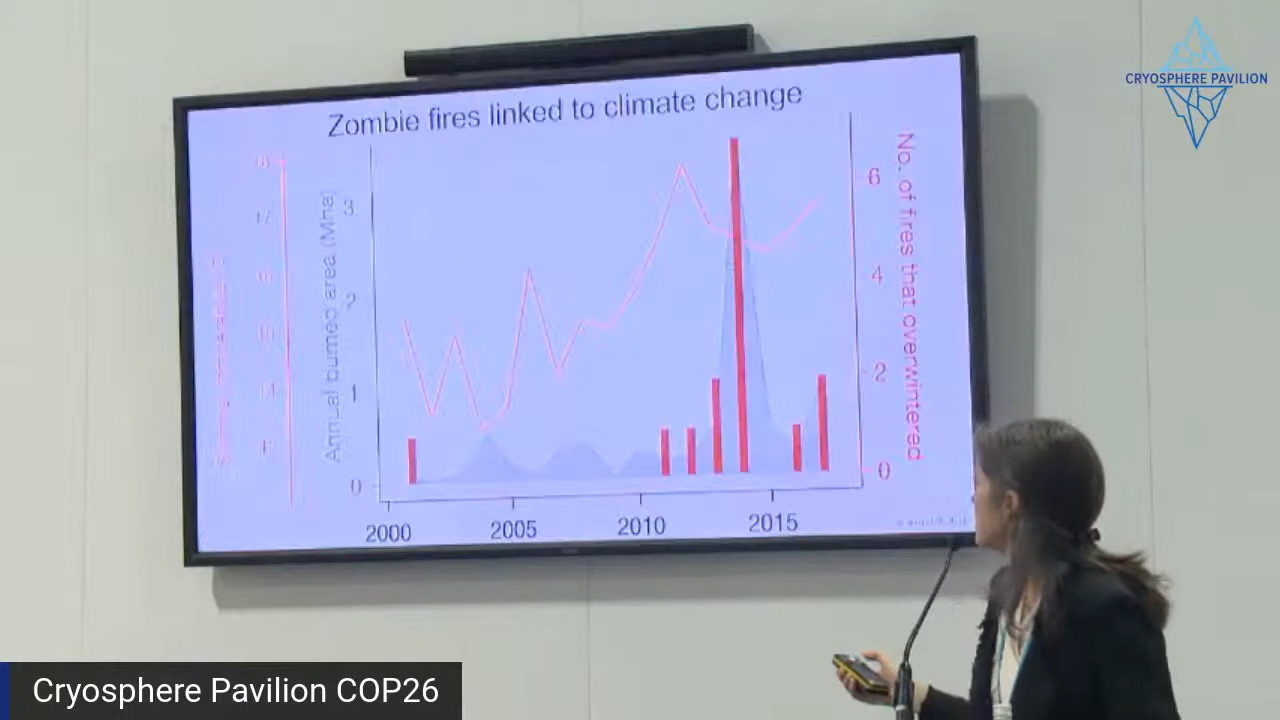 CRYOSPHERE PAVILION
Zombie fires linked to climate change
Annual burned area (Mha)
3
2
1
0
No. of fires that overwintered
6
4
2
0
2000
2005
2010
2015
Cryosphere Pavilion COP26